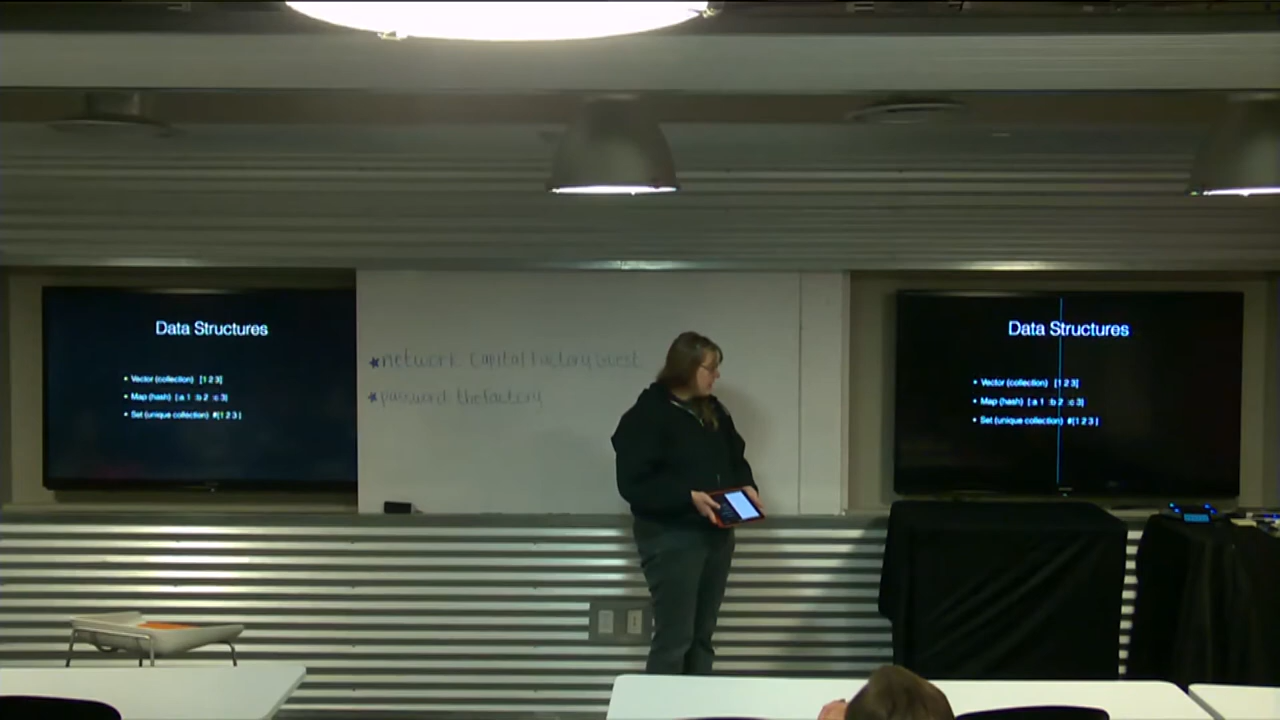 Data Structures
• Vector (collection) [1 2 3]
• Map (hash) {:a 1 :b 2 :c 3}
• Set (unique collection) #{1 2 3 }
★network CapitalFactoryGuest
★password thefactory
Data Structures
• Vector (collection) [1 2 3]
• Map (hash) {:a 1 :b 2 :c 3}
• Set (unique collection) #{1 2 3 }